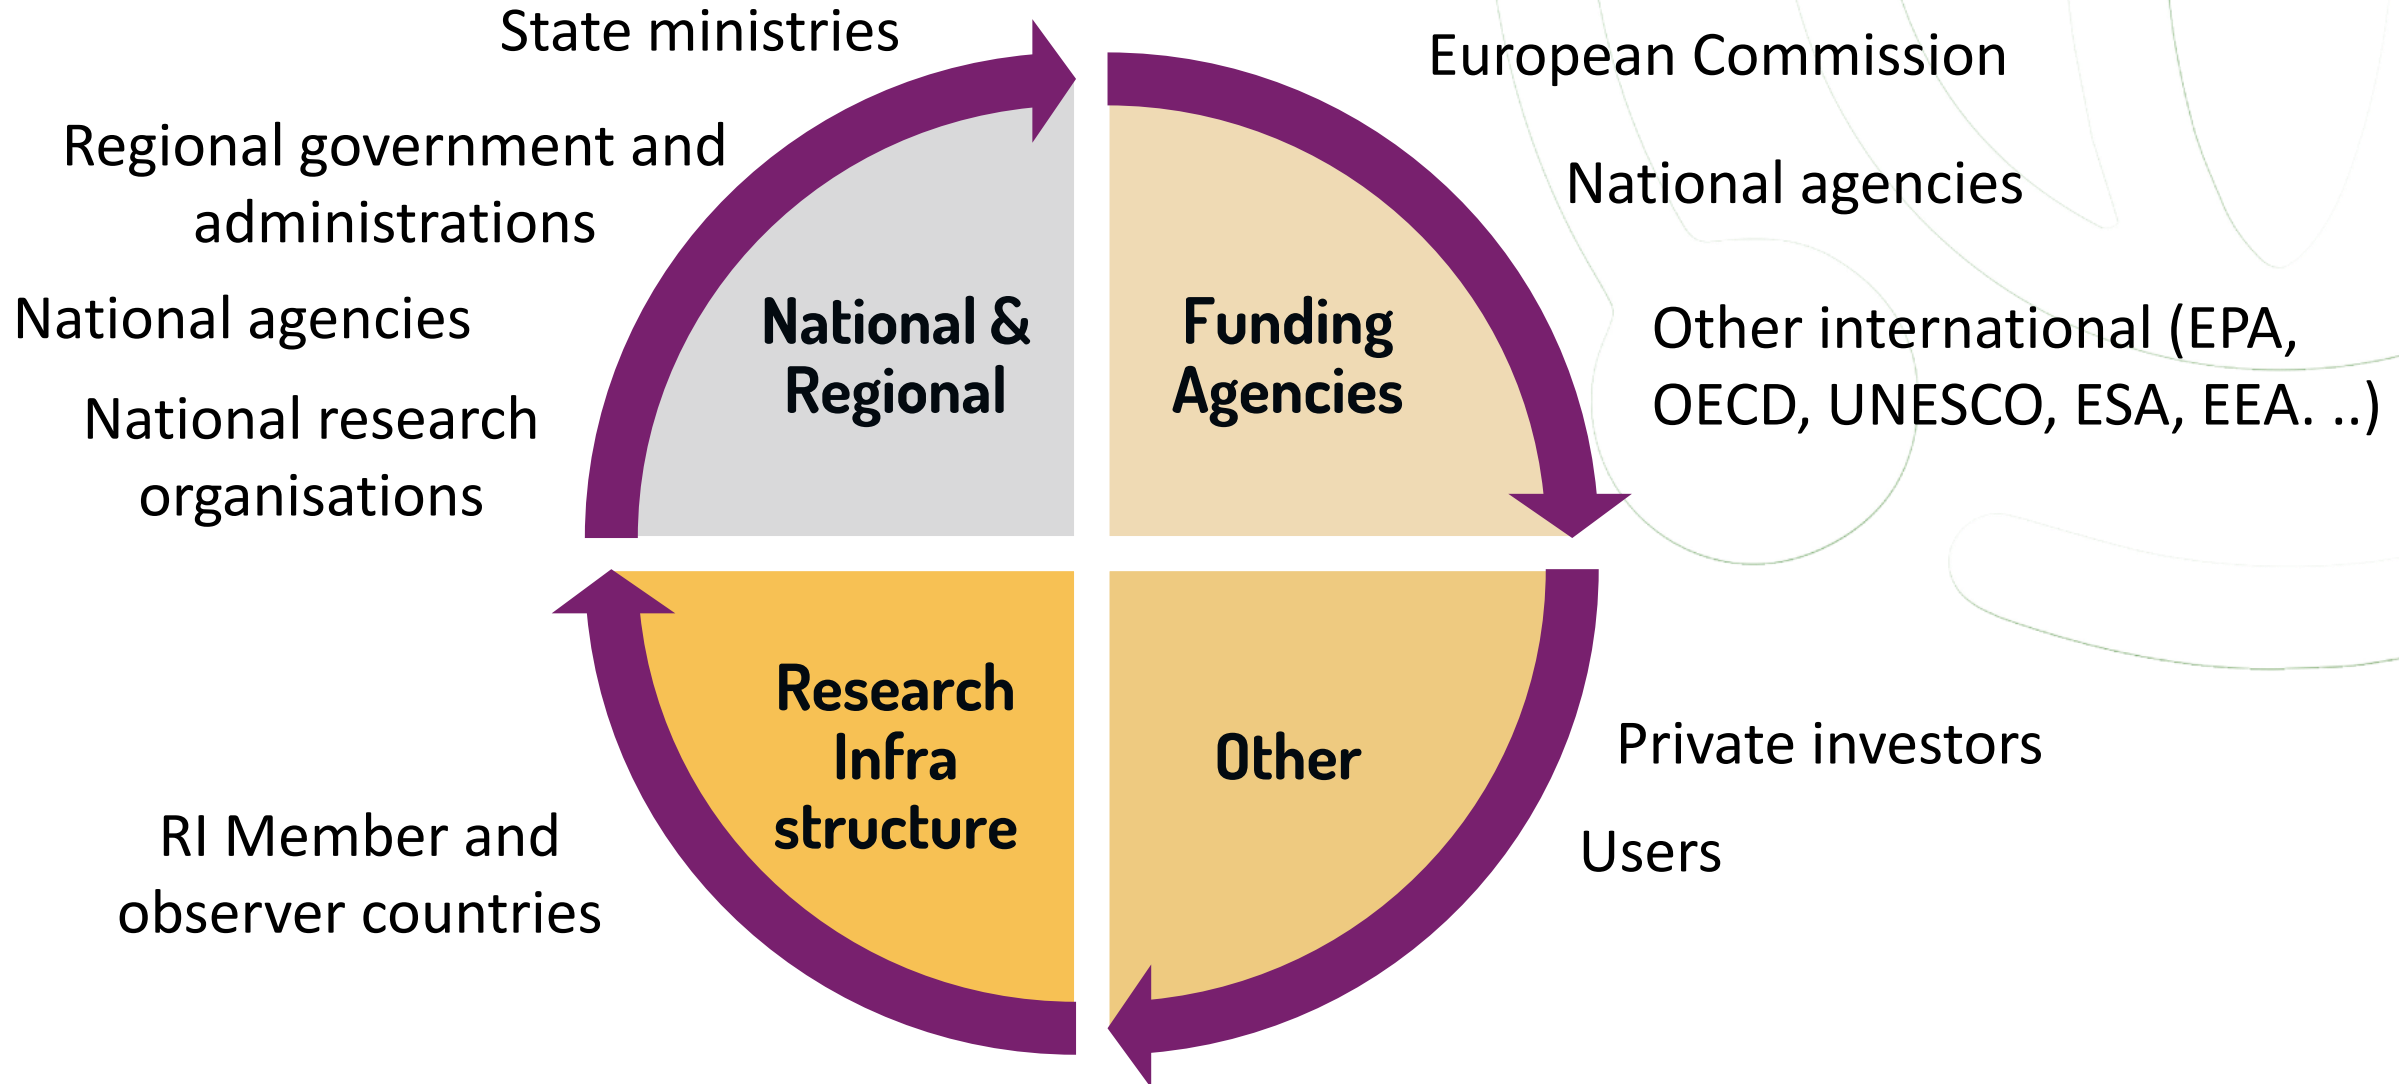 State ministries
Regional government and
administrations
National agencies
National research
organisations
National &
Regional
European Commission
National agencies
Other international (EPA,
OECD, UNESCO, ESA, EEA. ..)
Funding
Agencies
Research
Infra
structure
RI Member and
observer countries
Other
Private investors
Users